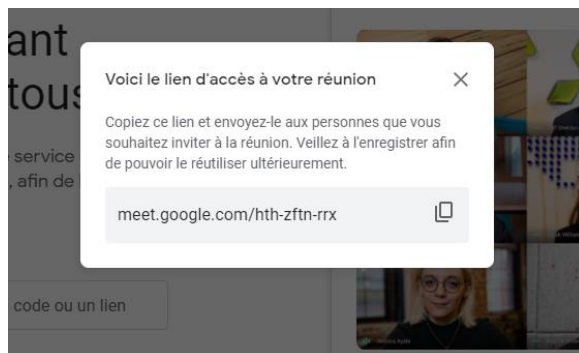 ant
tous
service
, afin de
Voici le lien d'accès à votre réunion
Copiez ce lien et envoyez-le aux personnes que vous
souhaitez inviter à la réunion. Veillez à l'enregistrer afin
de pouvoir le réutiliser ultérieurement.
meet.google.com/hth-zftn-rrx
code ou un lien